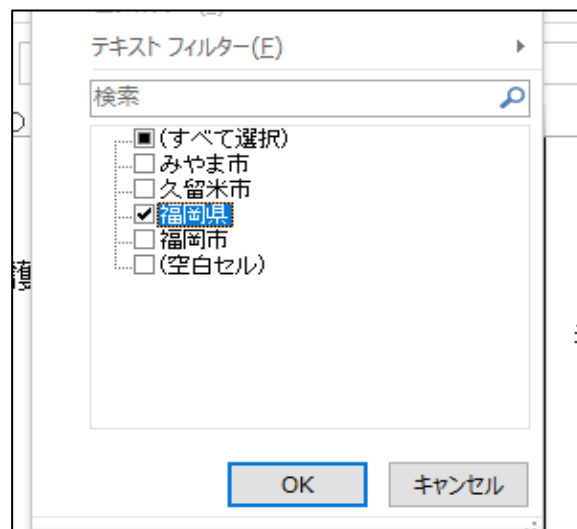 テキスト フィルター(F)
検索
(すべて選択)
みやま市
久留米市
福岡県
福岡市
(空白セル)
OK
キャンセル